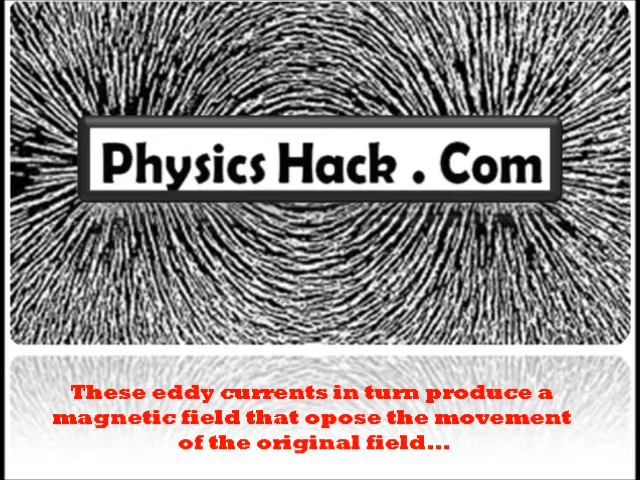 Physics Hack . Com
These eddy currents in turn produce a
magnetic field that opose the movement
of the original field...